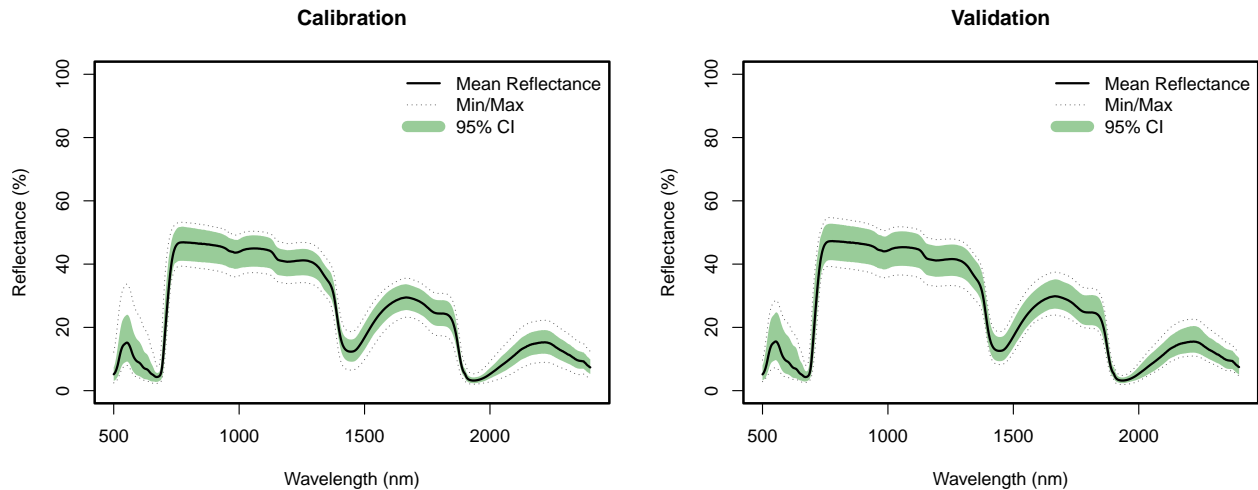 Calibration
100
80
60
40
20
0
Reflectance (%)
Mean Reflectance
Min/Max
95% CI
500 1000 1500 2000
Wavelength (nm)
Validation
100
80
60
40
20
0
Reflectance (%)
Mean Reflectance
Min/Max
95% CI
500 1000 1500 2000
Wavelength (nm)